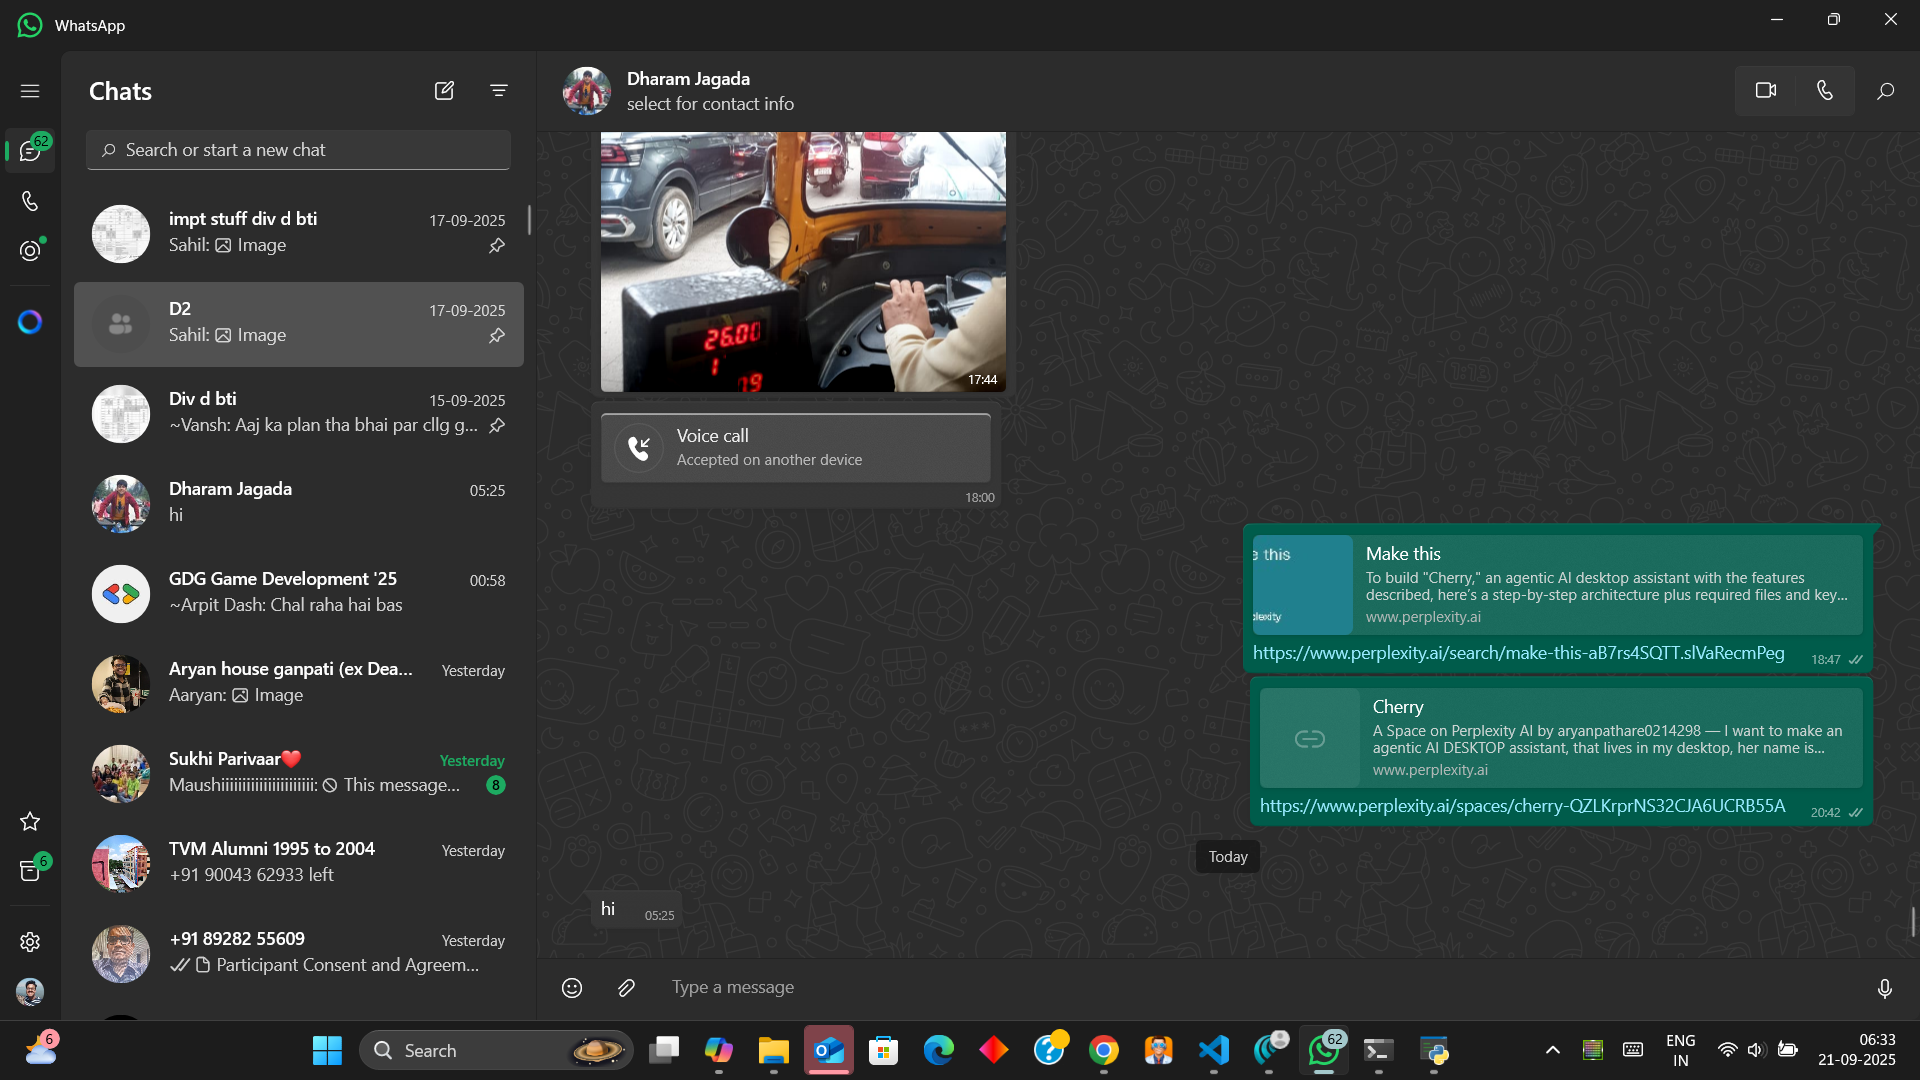 WhatsApp
Chats
Search or start a new chat
62
impt stuff div d bti 17-09-2025
Sahil: Image
D2 17-09-2025
Sahil: Image
Div d bti 15-09-2025
~Vansh: Aaj ka plan tha bhai par cllg g...
Dharam Jagada 05:25
hi
GDG Game Development '25 00:58
~Arpit Dash: Chal raha hai bas
Aryan house ganpati (ex Dea... Yesterday
Aaryan: Image
Sukhi Parivaar❤️ Yesterday
Maushiiiiiiiiiiiiiiiiiiiiii: This message... 8
TVM Alumni 1995 to 2004 Yesterday
+91 90043 62933 left
6
+91 89282 55609 Yesterday
Participant Consent and Agreem...
Dharam Jagada
select for contact info
26.00
1
17:44
Voice call
Accepted on another device
18:00
e this
plexity
Make this
To build "Cherry," an agentic AI desktop assistant with the features
described, here's a step-by-step architecture plus required files and key...
www.perplexity.ai
https://www.perplexity.ai/search/make-this-aB7rs4SQTT.slVaRecmPeg 18:47
Cherry
A Space on Perplexity AI by aryanpathare0214298 — I want to make an
agentic AI DESKTOP assistant, that lives in my desktop, her name is...
www.perplexity.ai
https://www.perplexity.ai/spaces/cherry-QZLKrprNS32CJA6UCRB55A 20:42
Today
hi 05:25
Type a message
6
Search
62
ENG
IN
06:33
21-09-2025